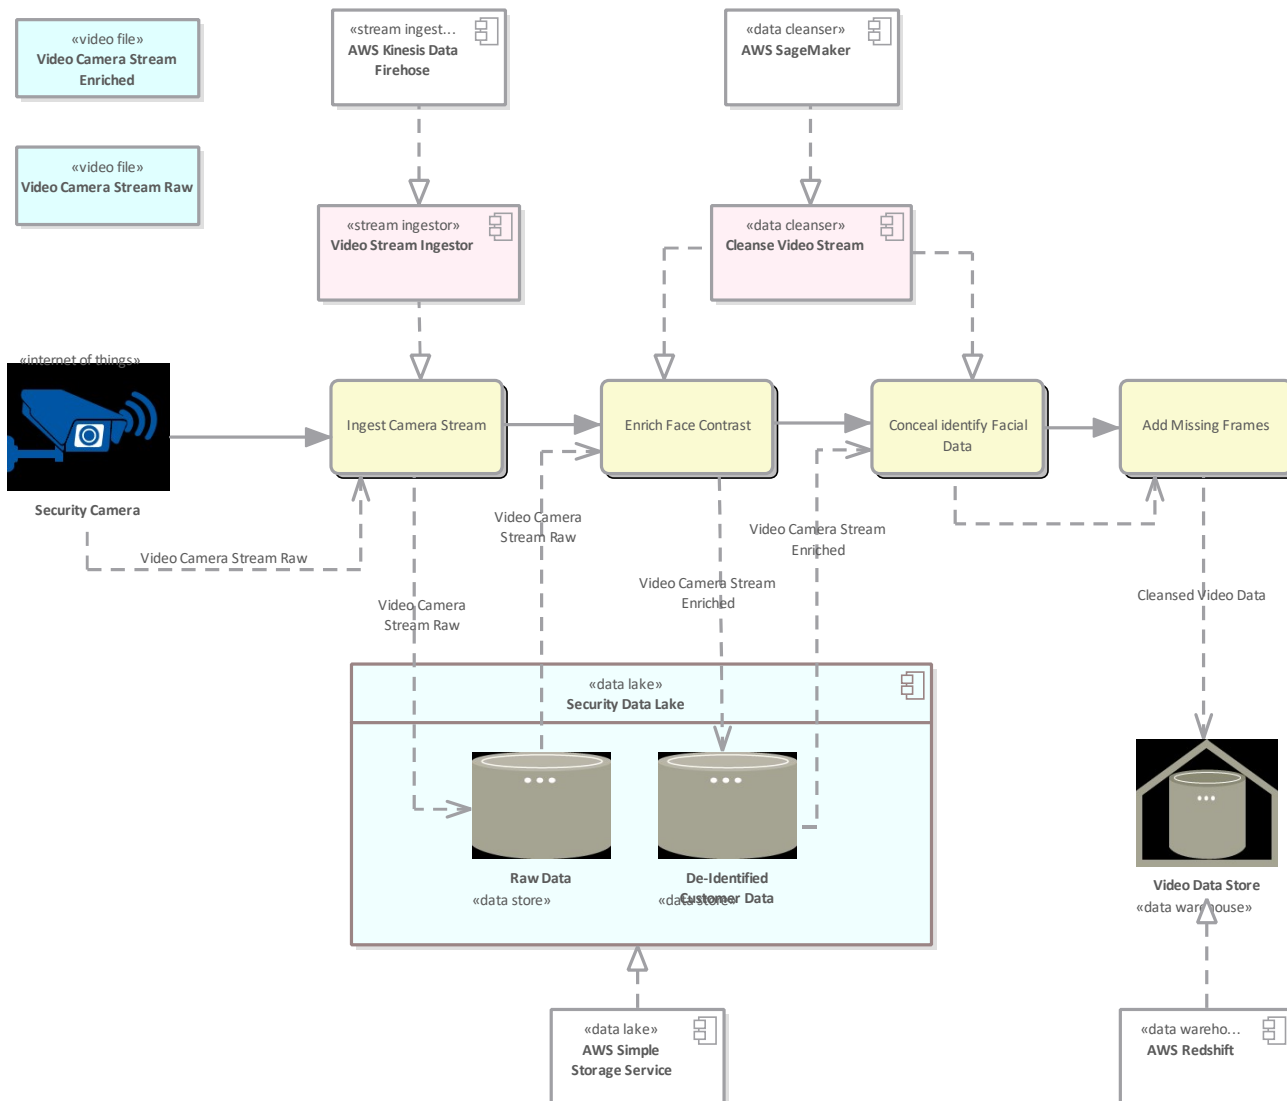 «video file»
Video Camera Stream
Enriched
«stream ingest...
AWS Kinesis Data
Firehose
«data cleanser»
AWS SageMaker
«video file»
Video Camera Stream Raw
«stream ingestor»
Video Stream Ingestor
«data cleanser»
Cleanse Video Stream
«internet of things»
Security Camera
Ingest Camera Stream
Enrich Face Contrast
Conceal identify Facial
Data
Add Missing Frames
Video Camera Stream Raw
Video Camera
Stream Raw
Video Camera
Stream Raw
Video Camera Stream
Enriched
Video Camera Stream
Enriched
Cleansed Video Data
«data lake»
Security Data Lake
Raw Data
«data store»
De-Identified
Customer Data
«data store»
Video Data Store
«data warehouse»
«data lake»
AWS Simple
Storage Service
«data wareho...
AWS Redshift